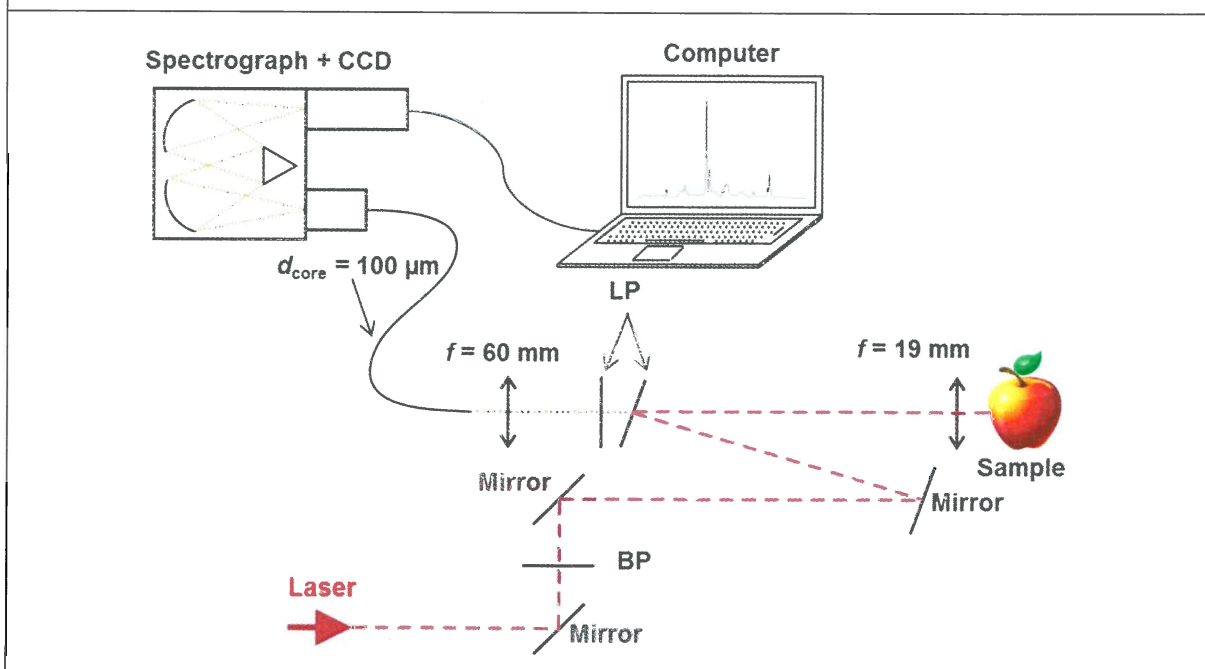 Spectrograph + CCD
Computer
d_core = 100 µm
LP
f = 60 mm
f = 19 mm
Sample
Mirror
Mirror
BP
Laser
Mirror